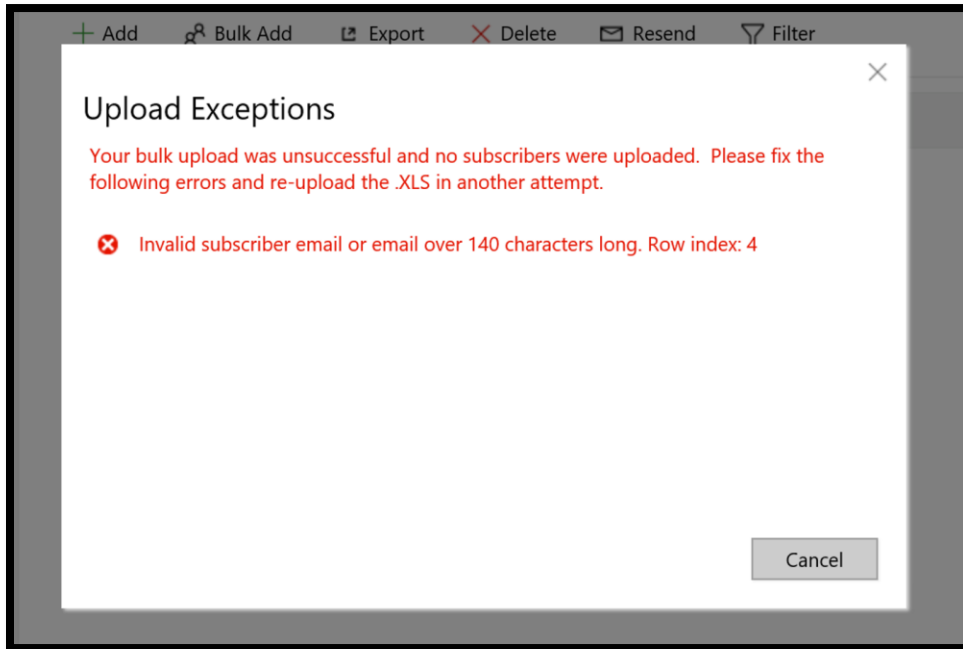 Add Bulk Add Export Delete Resend Filter
Upload Exceptions
Your bulk upload was unsuccessful and no subscribers were uploaded.  Please fix the
following errors and re-upload the .XLS in another attempt.
Invalid subscriber email or email over 140 characters long. Row index: 4
Cancel